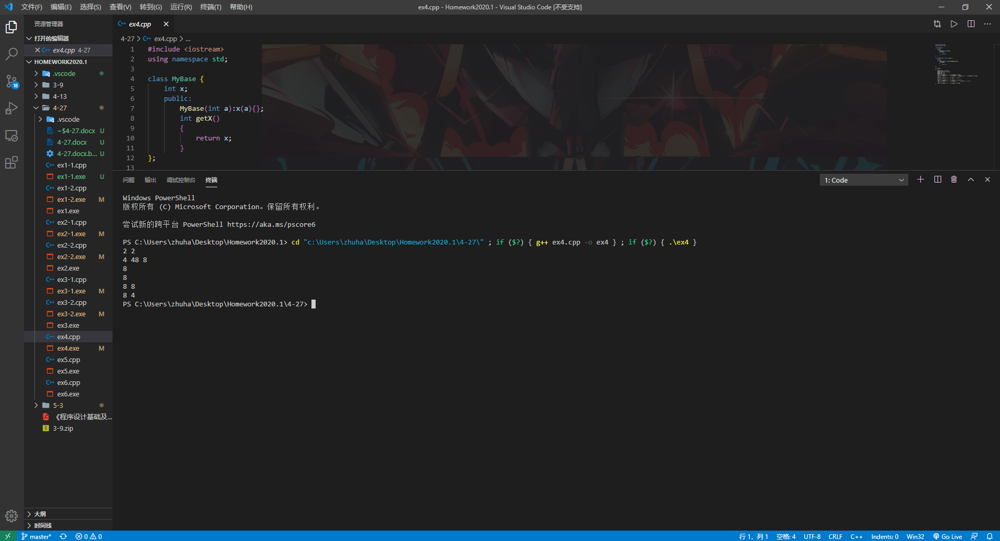 文件(F) 编辑(E) 选择(S) 查看(V) 转到(G) 运行(R) 终端(T) 帮助(H) ex4.cpp - Homework2020.1 - Visual Studio Code [不受支持]
资源管理器
打开的编辑器
ex4.cpp 4-27
HOMEWORK2020.1
.vscode
3-9
4-13
4-27
.vscode
~$4-27.docx U
4-27.docx U
4-27.docx.b... U
ex1-1.cpp
ex1-1.exe U
ex1-2.cpp
ex1-2.exe M
ex1.exe
ex2-1.cpp
ex2-1.exe M
ex2-2.cpp
ex2-2.exe M
ex2.exe
ex3-1.cpp
ex3-1.exe M
ex3-2.cpp
ex3-2.exe M
ex3.exe
ex4.cpp
ex4.exe M
ex5.cpp
ex5.exe
ex6.cpp
ex6.exe
5-3
《程序设计基础及...
3-9.zip
大纲
时间线
18
ex4.cpp
4-27 > ex4.cpp > ...
1 #include <iostream>
2 using namespace std;
3
4 class MyBase {
5 int x;
6 public:
7 MyBase(int a):x(a){};
8 int getX()
9 {
10 return x;
11 }
12 };
13
问题 输出 调试控制台 终端 1: Code
Windows PowerShell
版权所有 (C) Microsoft Corporation。保留所有权利。
尝试新的跨平台 PowerShell https://aka.ms/pscore6
PS C:\Users\zhuha\Desktop\Homework2020.1> cd "c:\Users\zhuha\Desktop\Homework2020.1\4-27\" ; if ($?) { g++ ex4.cpp -o ex4 } ; if ($?) { .\ex4 }
2 2
4 48 8
8
8
8 8
8 4
PS C:\Users\zhuha\Desktop\Homework2020.1\4-27>
master* 0 0 行 1，列 1 空格: 4 UTF-8 CRLF C++ Indents: 0 Win32 Go Live